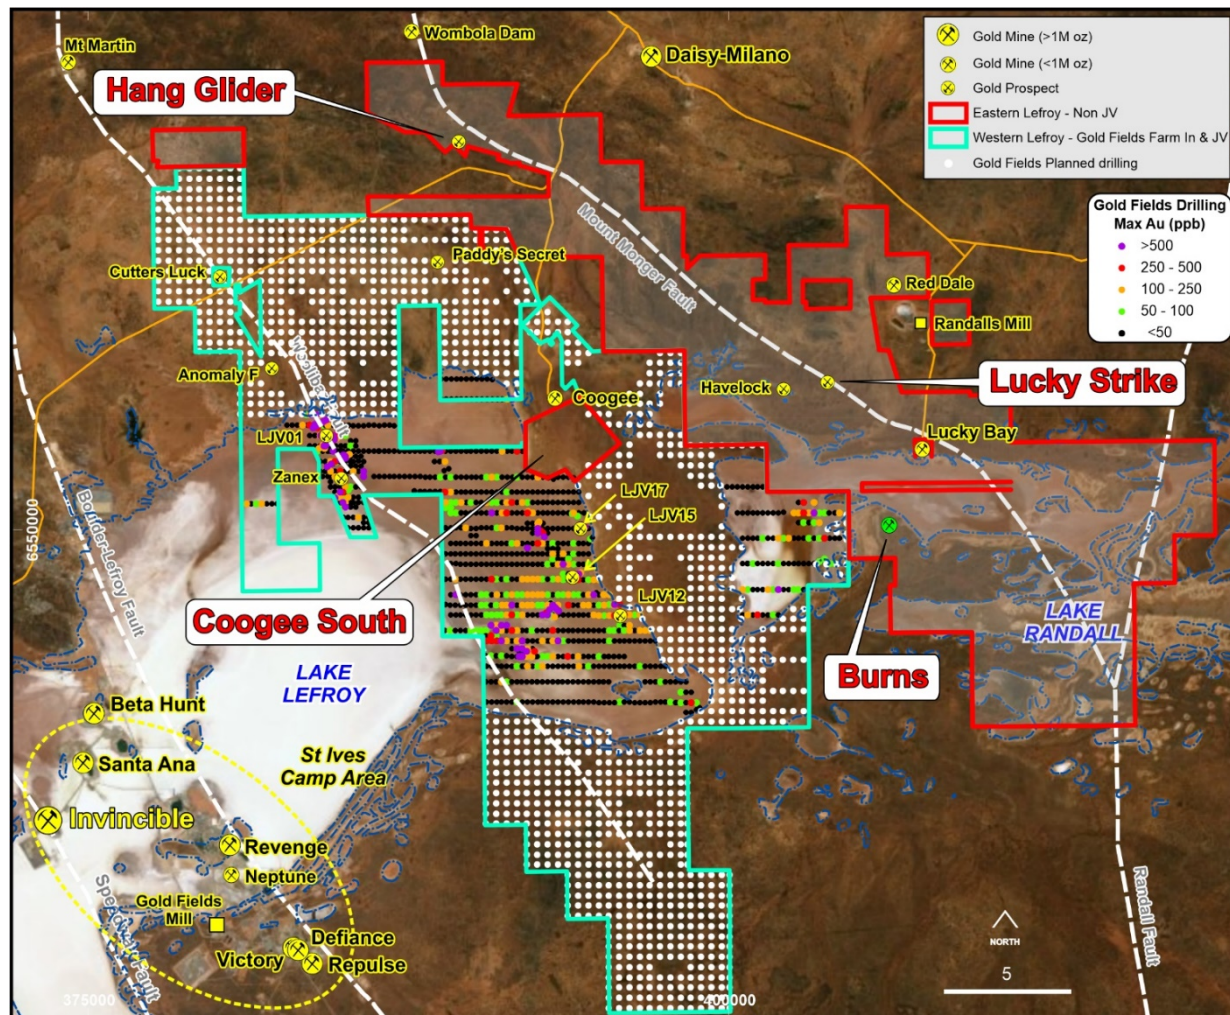 Mt Martin
Wombola Dam
Daisy-Milano
Hang Glider
Gold Mine (>1M oz)
Gold Mine (<1M oz)
Gold Prospect
Eastern Lefroy - Non JV
Western Lefroy - Gold Fields Farm In & JV
Gold Fields Planned drilling
Gold Fields Drilling
Max Au (ppb)
>500
250 - 500
100 - 250
50 - 100
<50
Mount Monger Fault
Paddy's Secret
Cutters Luck
Red Dale
Randalls Mill
Anomaly F
Coogee
Havelock
Lucky Strike
LJV01
Lucky Bay
Zanex
LJV17
LJV15
6550000
Boulder-Lefroy Fault
LJV12
Coogee South
LAKE
RANDALL
LAKE
LEFROY
Burns
Beta Hunt
Santa Ana
St Ives
Camp Area
Invincible
Revenge
Neptune
Gold Fields
Mill
Defiance
Victory
Repulse
Randall Fault
NORTH
5
375000
400000